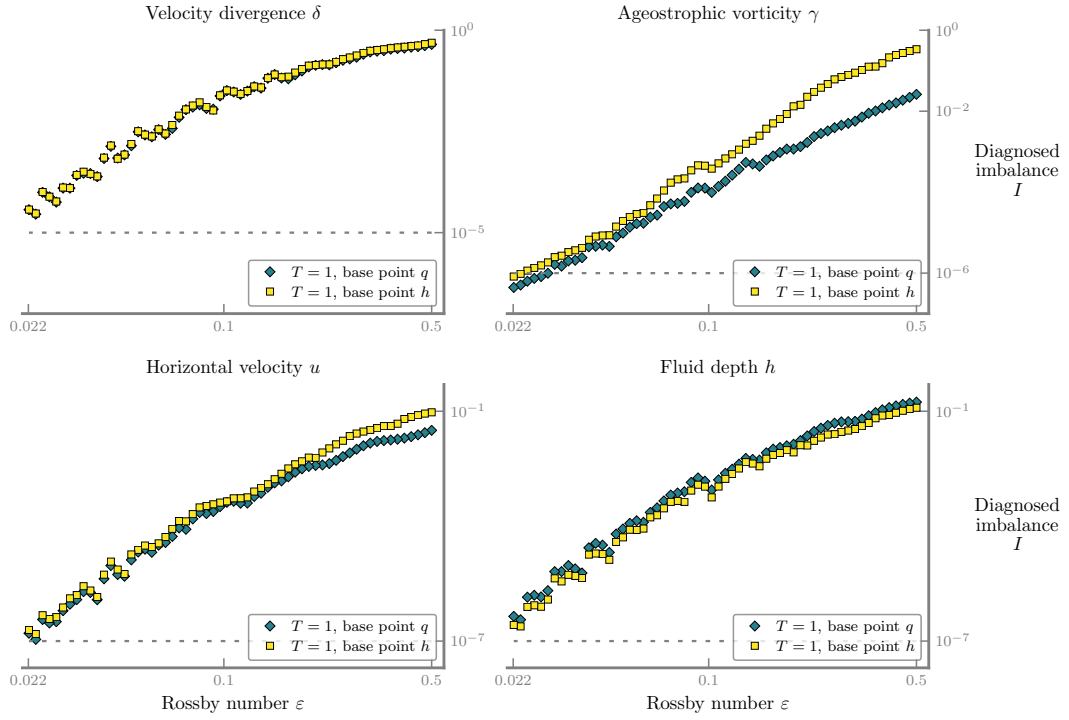 Velocity divergence δ
10⁰
10⁻⁵
T = 1, base point q
T = 1, base point h
0.022
0.1
0.5
Ageostrophic vorticity γ
10⁰
10⁻²
10⁻⁶
Diagnosed
imbalance
I
T = 1, base point q
T = 1, base point h
0.022
0.1
0.5
Horizontal velocity u
10⁻¹
10⁻⁷
T = 1, base point q
T = 1, base point h
0.022
0.1
0.5
Rossby number ε
Fluid depth h
10⁻¹
10⁻⁷
Diagnosed
imbalance
I
T = 1, base point q
T = 1, base point h
0.022
0.1
0.5
Rossby number ε